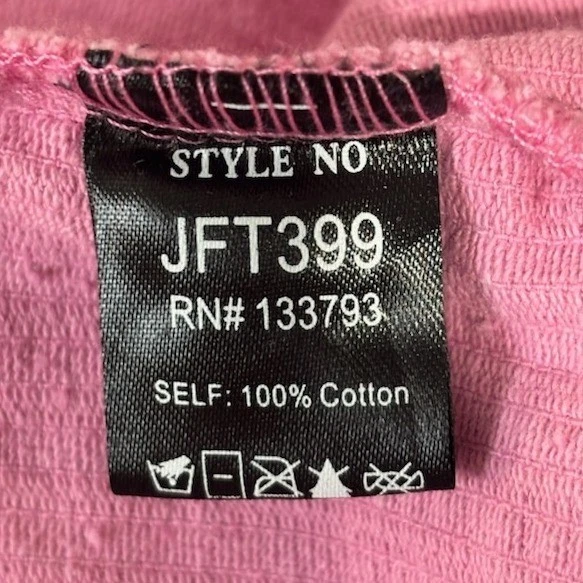 STYLE NO
JFT399
RN# 133793
SELF: 100% Cotton